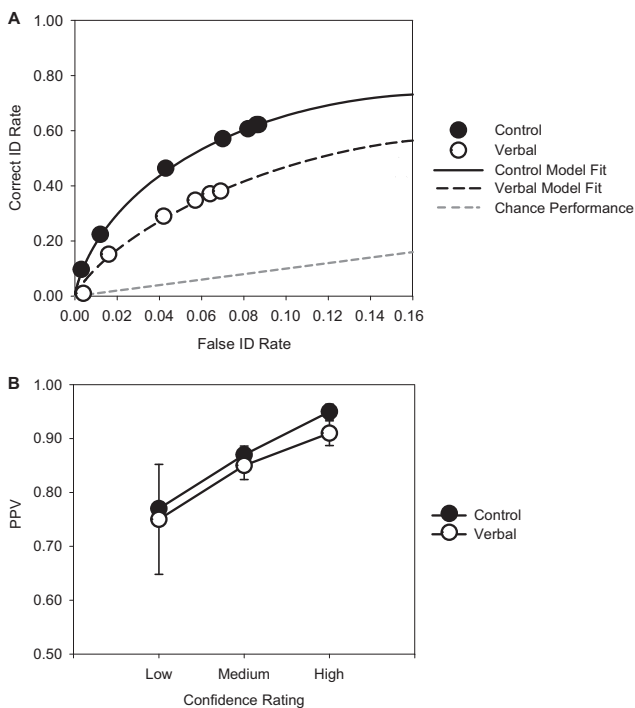 A
1.00
0.80
0.60
0.40
0.20
0.00
Correct ID Rate
0.00 0.02 0.04 0.06 0.08 0.10 0.12 0.14 0.16
False ID Rate
Control
Verbal
Control Model Fit
Verbal Model Fit
Chance Performance
B
1.00
0.90
0.80
0.70
0.60
0.50
PPV
Low Medium High
Confidence Rating
Control
Verbal